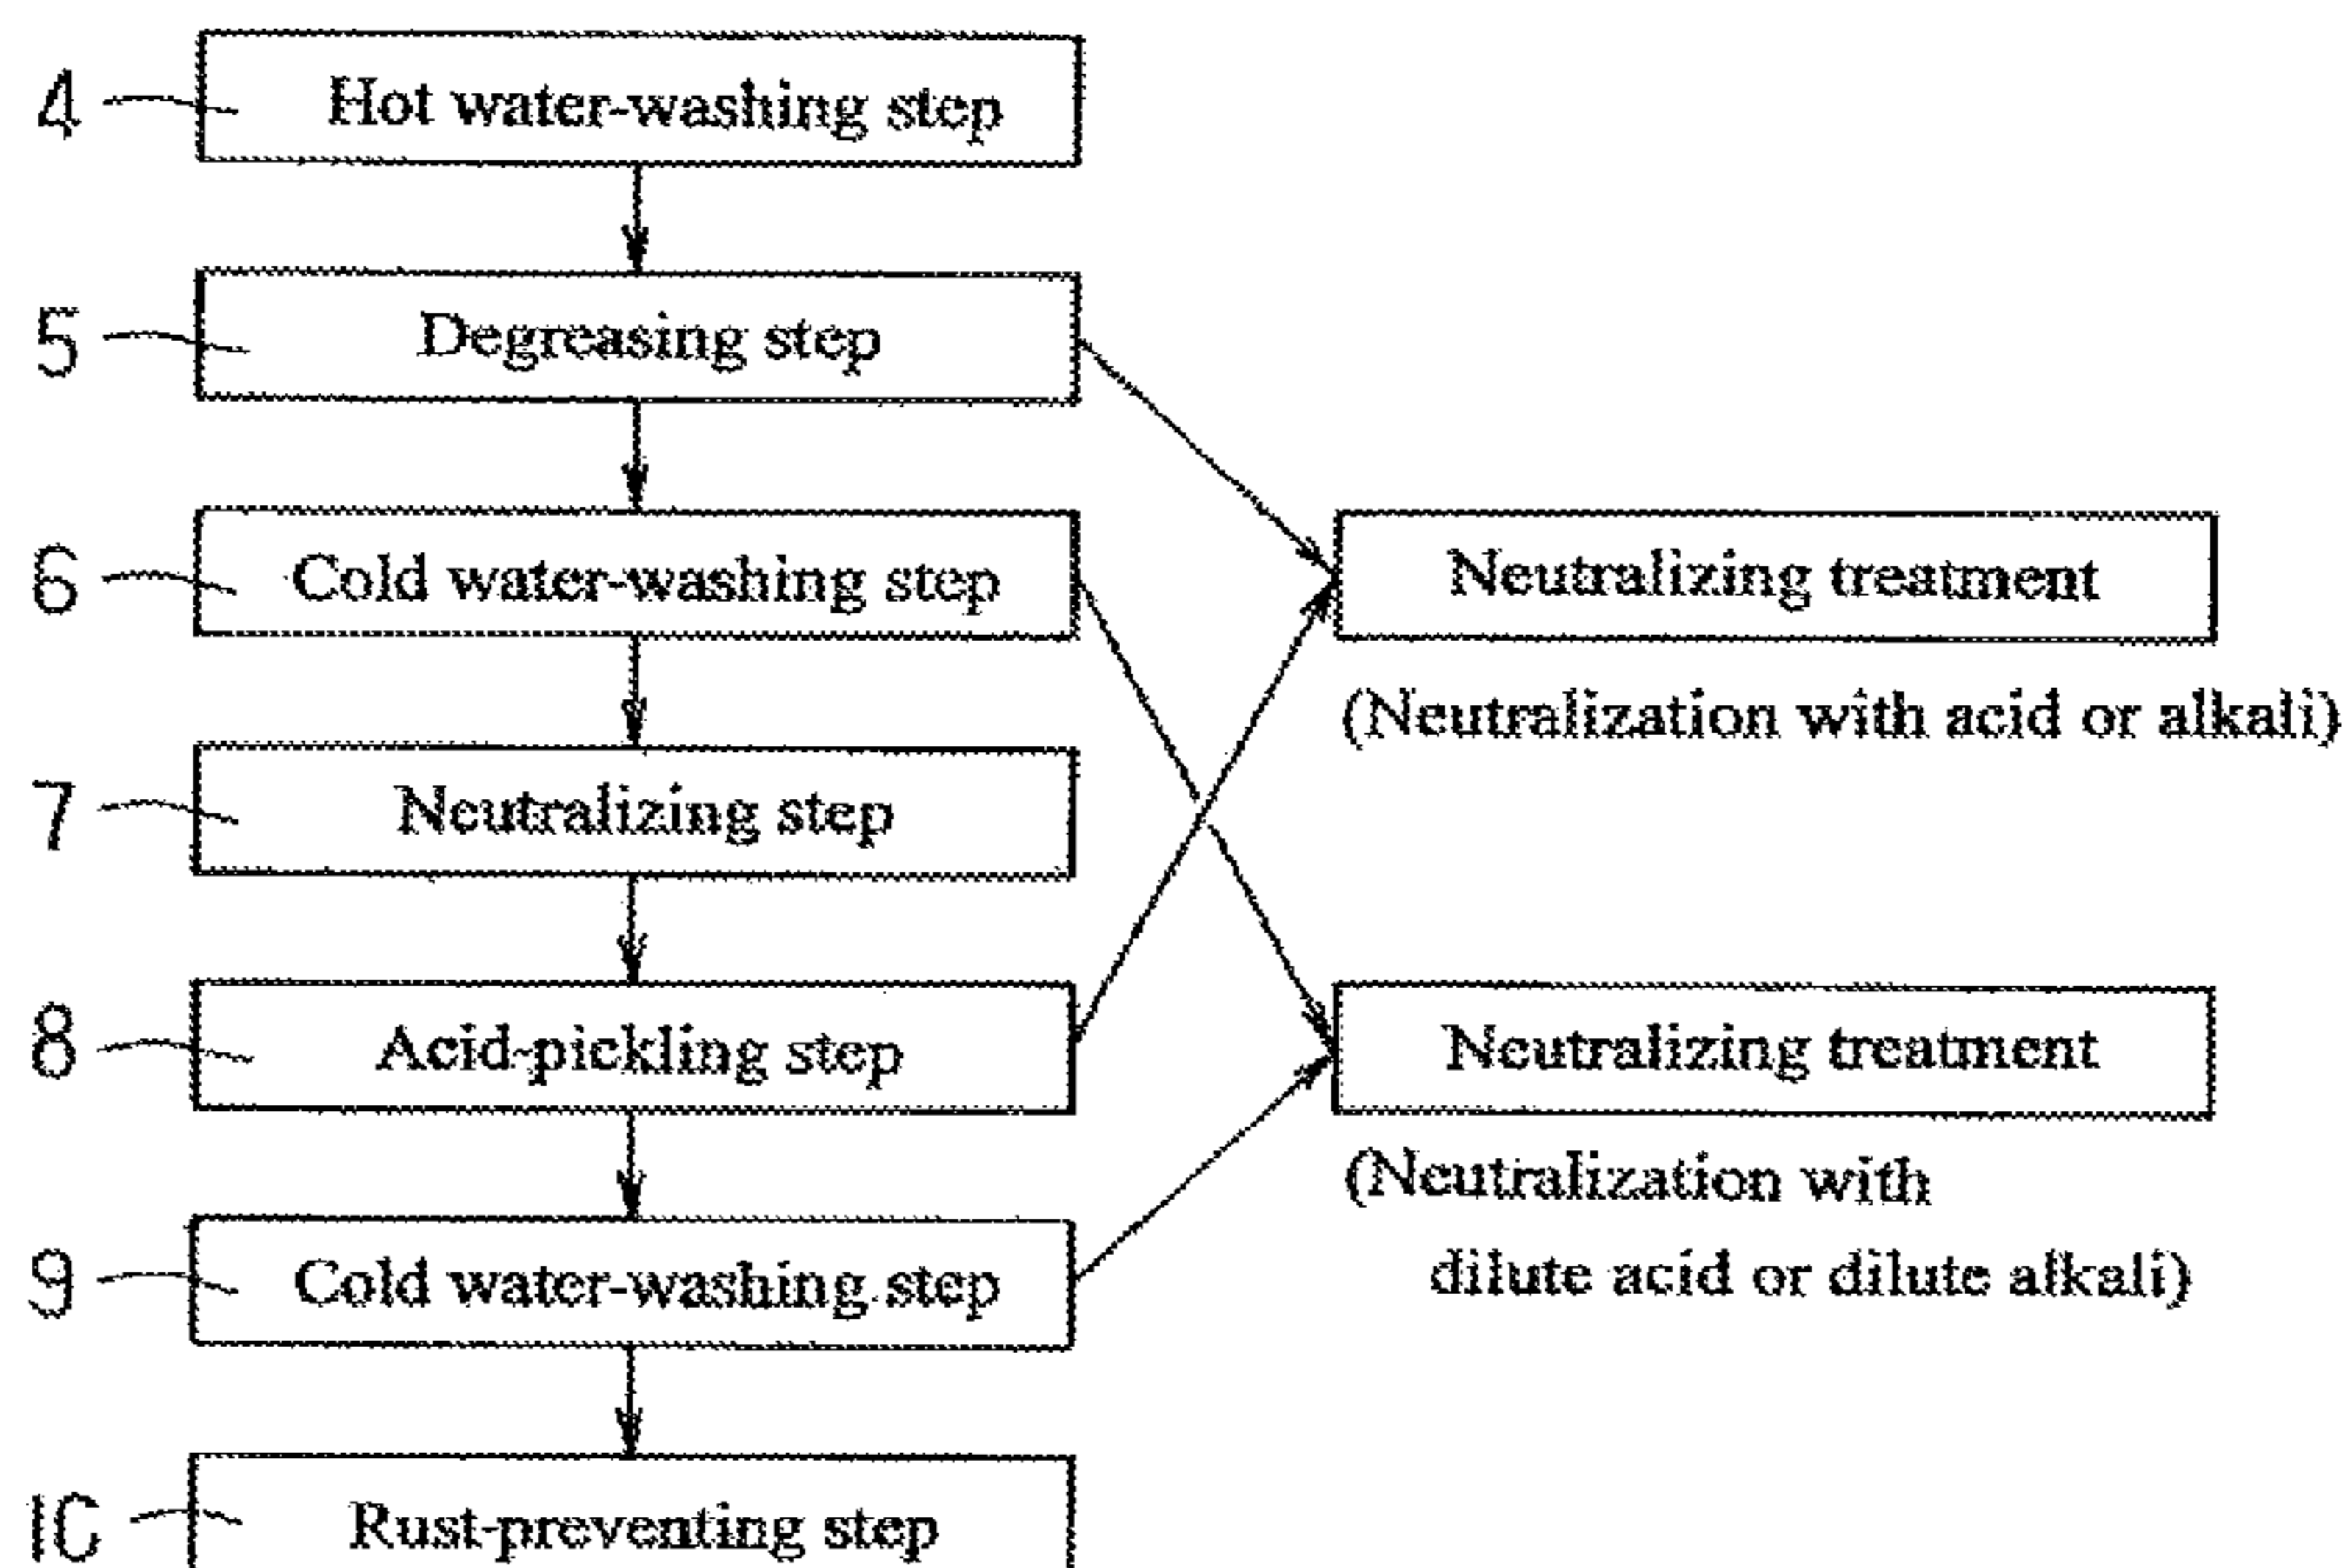 4 Hot water-washing step
5 Degreasing step
6 Cold water-washing step
Neutralizing treatment
(Neutralization with acid or alkali)
7 Neutralizing step
8 Acid-pickling step
Neutralizing treatment
(Neutralization with
dilute acid or dilute alkali)
9 Cold water-washing step
10 Rust-preventing step